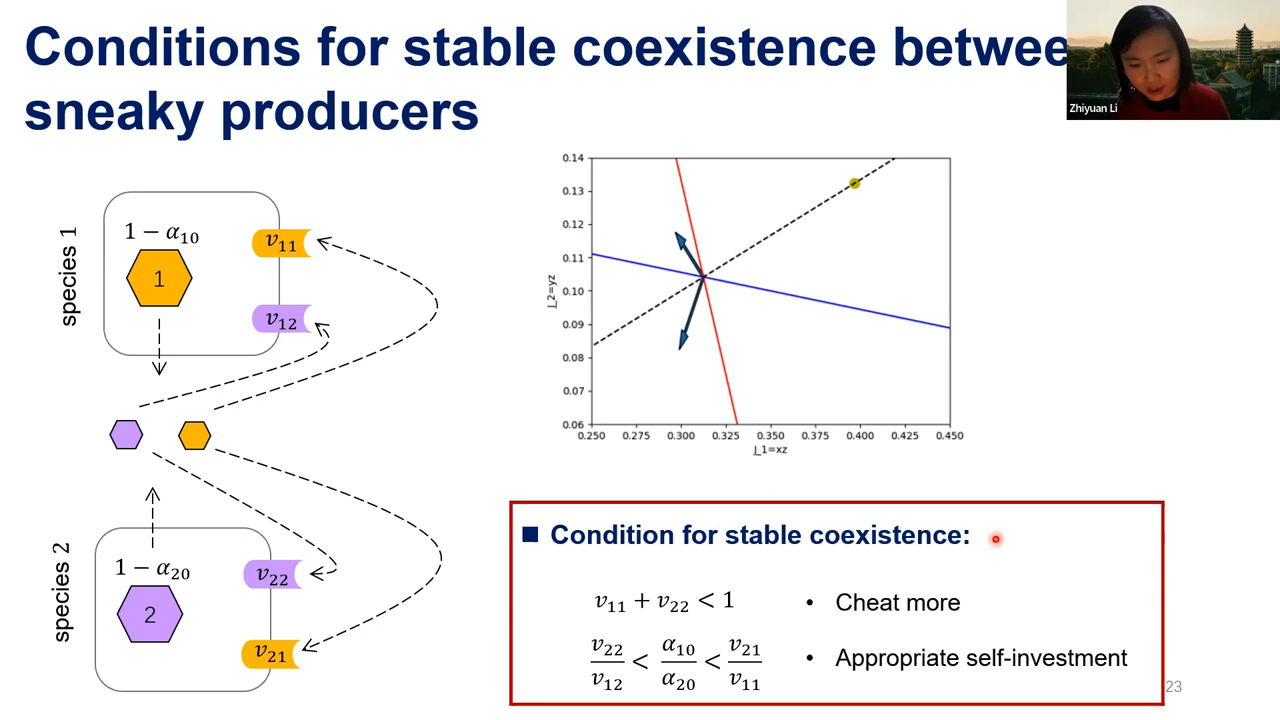 Conditions for stable coexistence betwee
sneaky producers
Zhiyuan Li
species 1
1 − α₁₀
1
v₁₁
v₁₂
species 2
1 − α₂₀
2
v₂₂
v₂₁
0.14
0.13
0.12
0.11
0.10
0.09
0.08
0.07
0.06
J_2=yz
0.250 0.275 0.300 0.325 0.350 0.375 0.400 0.425 0.450
J_1=xz
■ Condition for stable coexistence:
v₁₁ + v₂₂ < 1 • Cheat more
v₂₂/v₁₂ < α₁₀/α₂₀ < v₂₁/v₁₁ • Appropriate self-investment
23